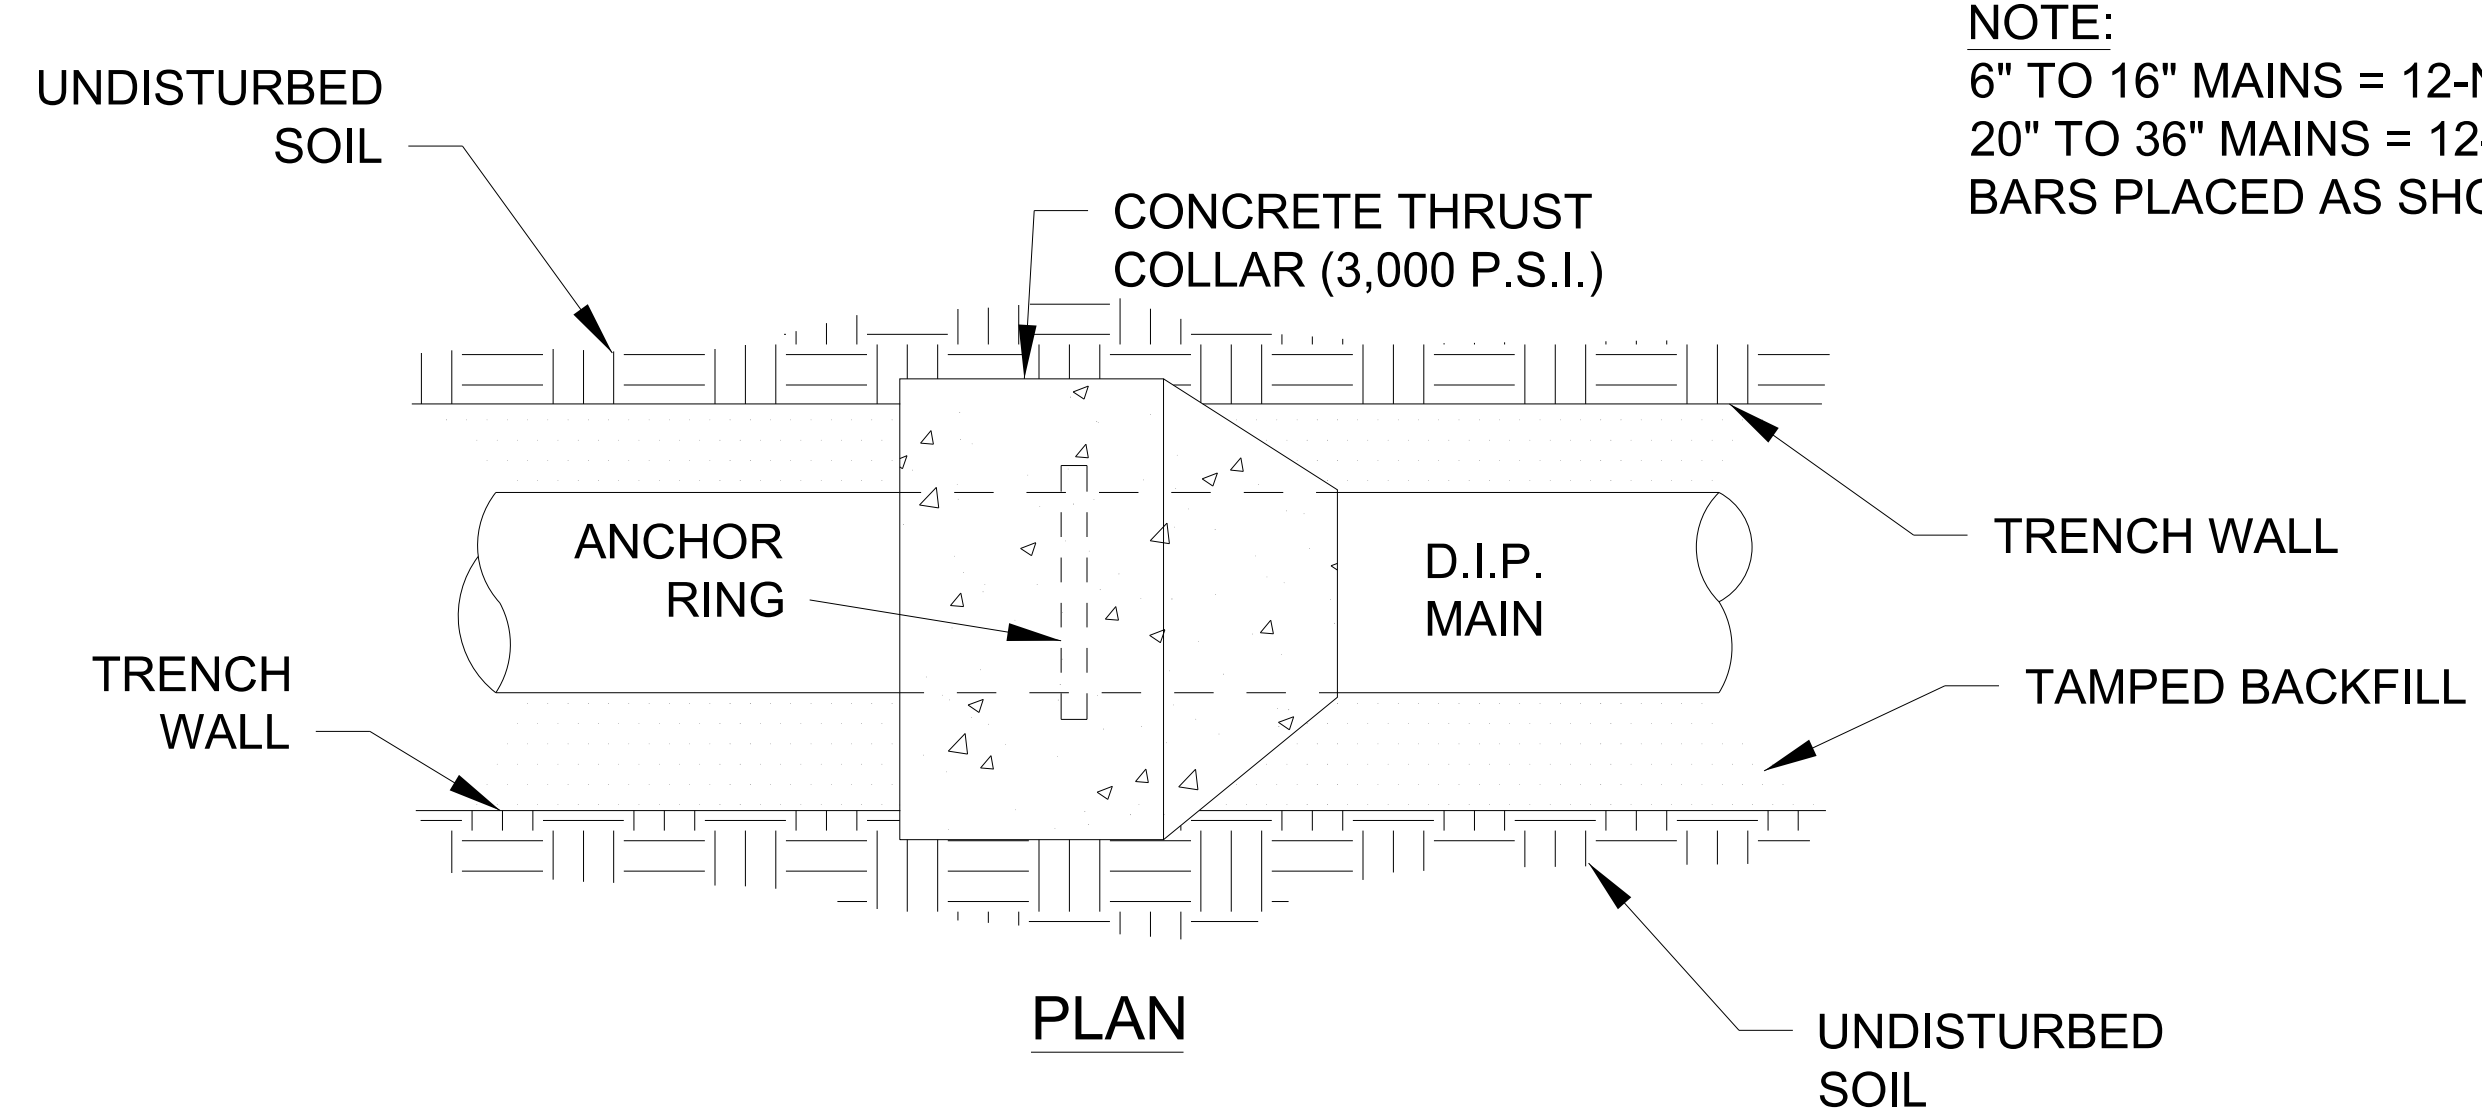 NOTE:
6" TO 16" MAINS = 12-
20" TO 36" MAINS = 12-
BARS PLACED AS
UNDISTURBED
SOIL
CONCRETE THRUST
COLLAR (3,000 P.S.I.)
ANCHOR
RING
D.I.P.
MAIN
TRENCH WALL
TRENCH
WALL
TAMPED BACKFILL
PLAN
UNDISTURBED
SOIL